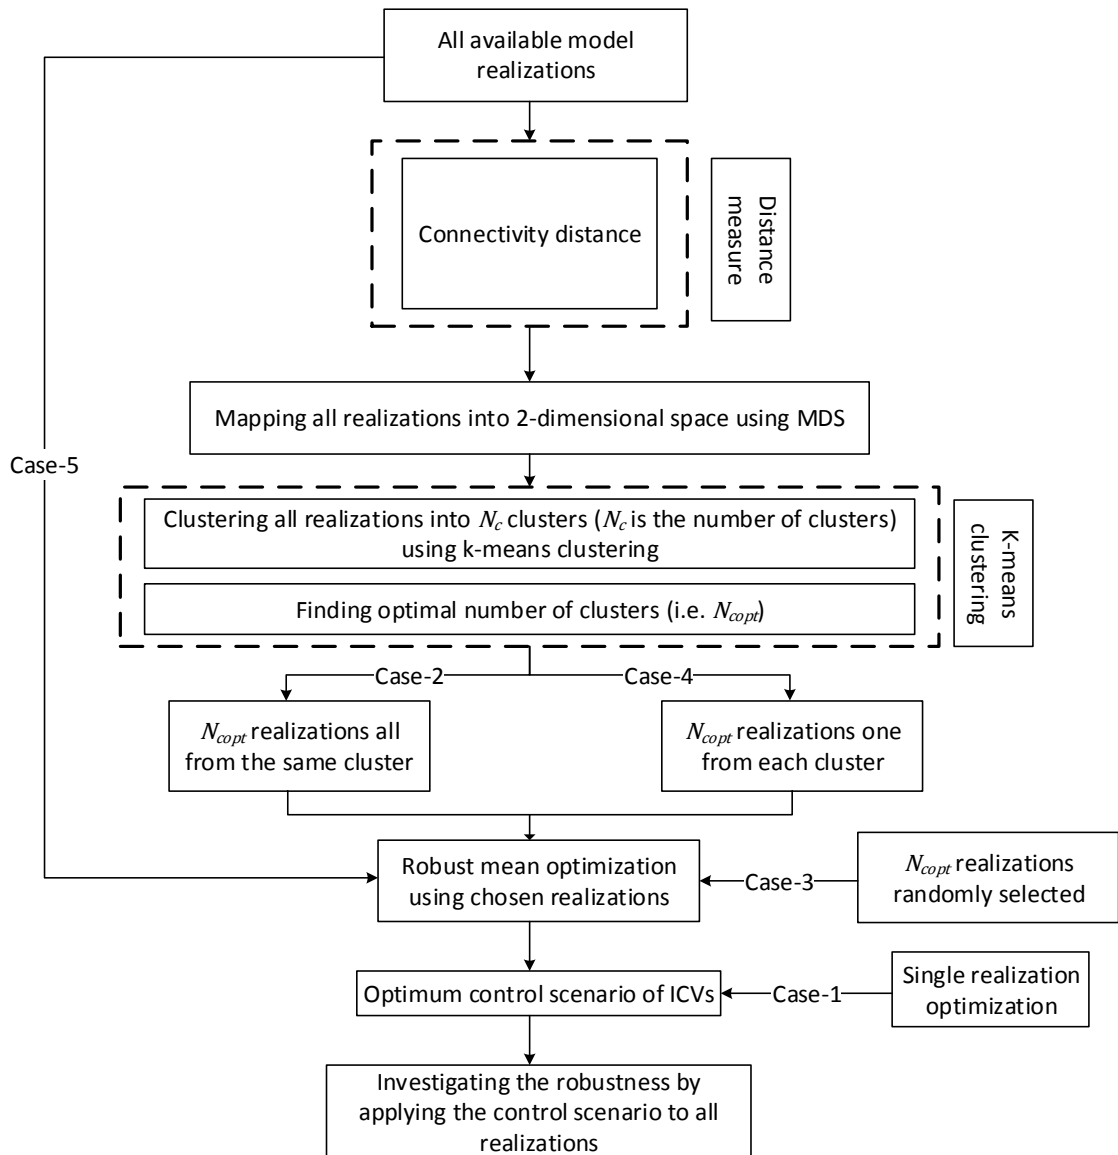 All available model
realizations
Connectivity distance
Distance
measure
Mapping all realizations into 2-dimensional space using MDS
Case-5
Clustering all realizations into Nc clusters (Nc is the number of clusters)
using k-means clustering
Finding optimal number of clusters (i.e. Ncopt)
K-means
clustering
Case-2
Case-4
Ncopt realizations all
from the same cluster
Ncopt realizations one
from each cluster
Robust mean optimization
using chosen realizations
Case-3
Ncopt realizations
randomly selected
Optimum control scenario of ICVs
Case-1
Single realization
optimization
Investigating the robustness by
applying the control scenario to all
realizations